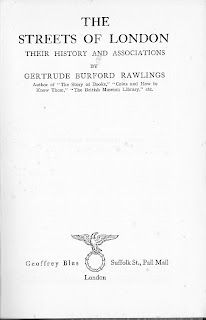 THE
STREETS OF LONDON
THEIR HISTORY AND ASSOCIATIONS
BY
GERTRUDE BURFORD RAWLINGS
Author of "The Story of Books," "Coins and How to
Know Them," "The British Museum Library," etc.
Geoffrey Bles Suffolk St., Pall Mall
London